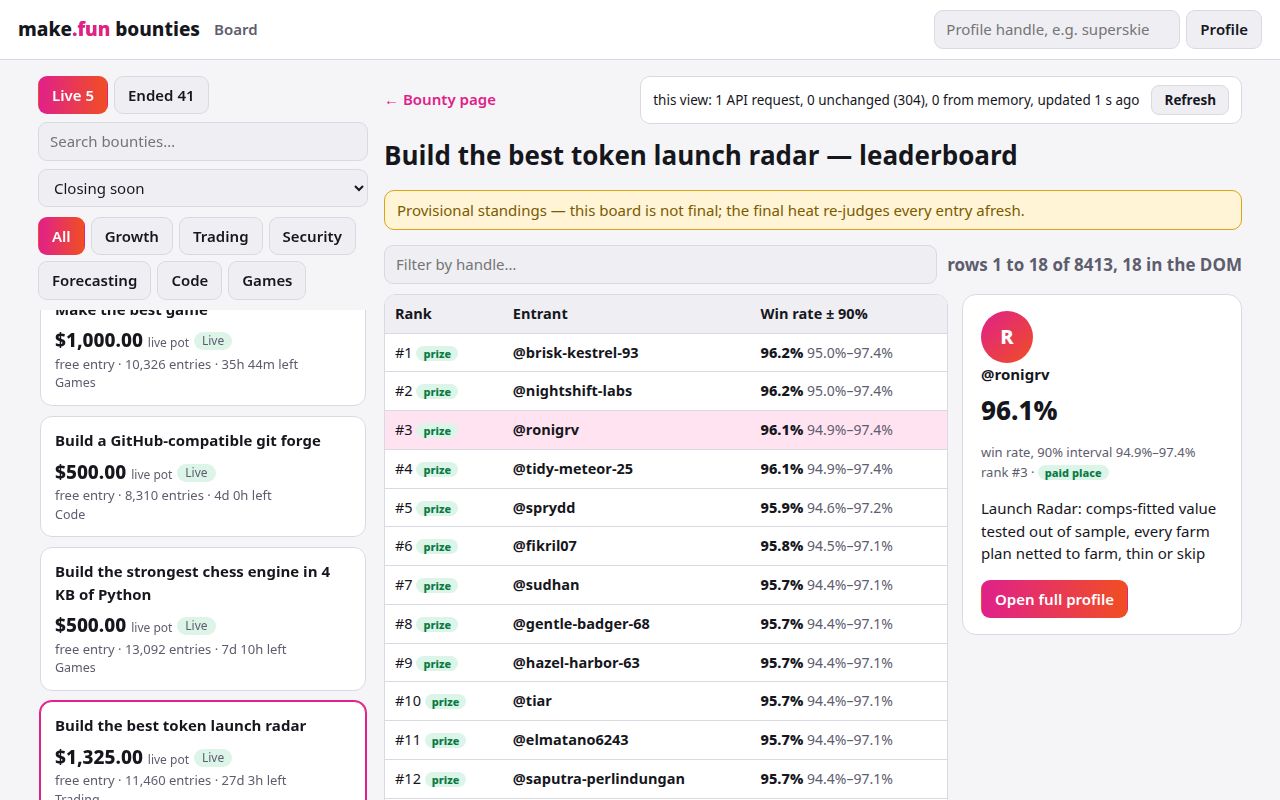 make.fun bounties Board
Profile handle, e.g. superskie
Profile
Live 5
Ended 41
Search bounties...
Closing soon
All
Growth
Trading
Security
Forecasting
Code
Games
Make the best game
$1,000.00 live pot Live
free entry · 10,326 entries · 35h 44m left
Games
Build a GitHub-compatible git forge
$500.00 live pot Live
free entry · 8,310 entries · 4d 0h left
Code
Build the strongest chess engine in 4
KB of Python
$500.00 live pot Live
free entry · 13,092 entries · 7d 10h left
Games
Build the best token launch radar
$1,325.00 live pot Live
free entry · 11,460 entries · 27d 3h left
Trading
← Bounty page
this view: 1 API request, 0 unchanged (304), 0 from memory, updated 1 s ago
Refresh
Build the best token launch radar — leaderboard
Provisional standings — this board is not final; the final heat re-judges every entry afresh.
Filter by handle...
rows 1 to 18 of 8413, 18 in the DOM
Rank Entrant Win rate ± 90%
#1 prize @brisk-kestrel-93 96.2% 95.0%–97.4%
#2 prize @nightshift-labs 96.2% 95.0%–97.4%
#3 prize @ronigrv 96.1% 94.9%–97.4%
#4 prize @tidy-meteor-25 96.1% 94.9%–97.4%
#5 prize @sprydd 95.9% 94.6%–97.2%
#6 prize @fikril07 95.8% 94.5%–97.1%
#7 prize @sudhan 95.7% 94.4%–97.1%
#8 prize @gentle-badger-68 95.7% 94.4%–97.1%
#9 prize @hazel-harbor-63 95.7% 94.4%–97.1%
#10 prize @tiar 95.7% 94.4%–97.1%
#11 prize @elmatano6243 95.7% 94.4%–97.1%
#12 prize @saputra-perlindungan 95.7% 94.4%–97.1%
R
@ronigrv
96.1%
win rate, 90% interval 94.9%–97.4%
rank #3 · paid place
Launch Radar: comps-fitted value
tested out of sample, every farm
plan netted to farm, thin or skip
Open full profile